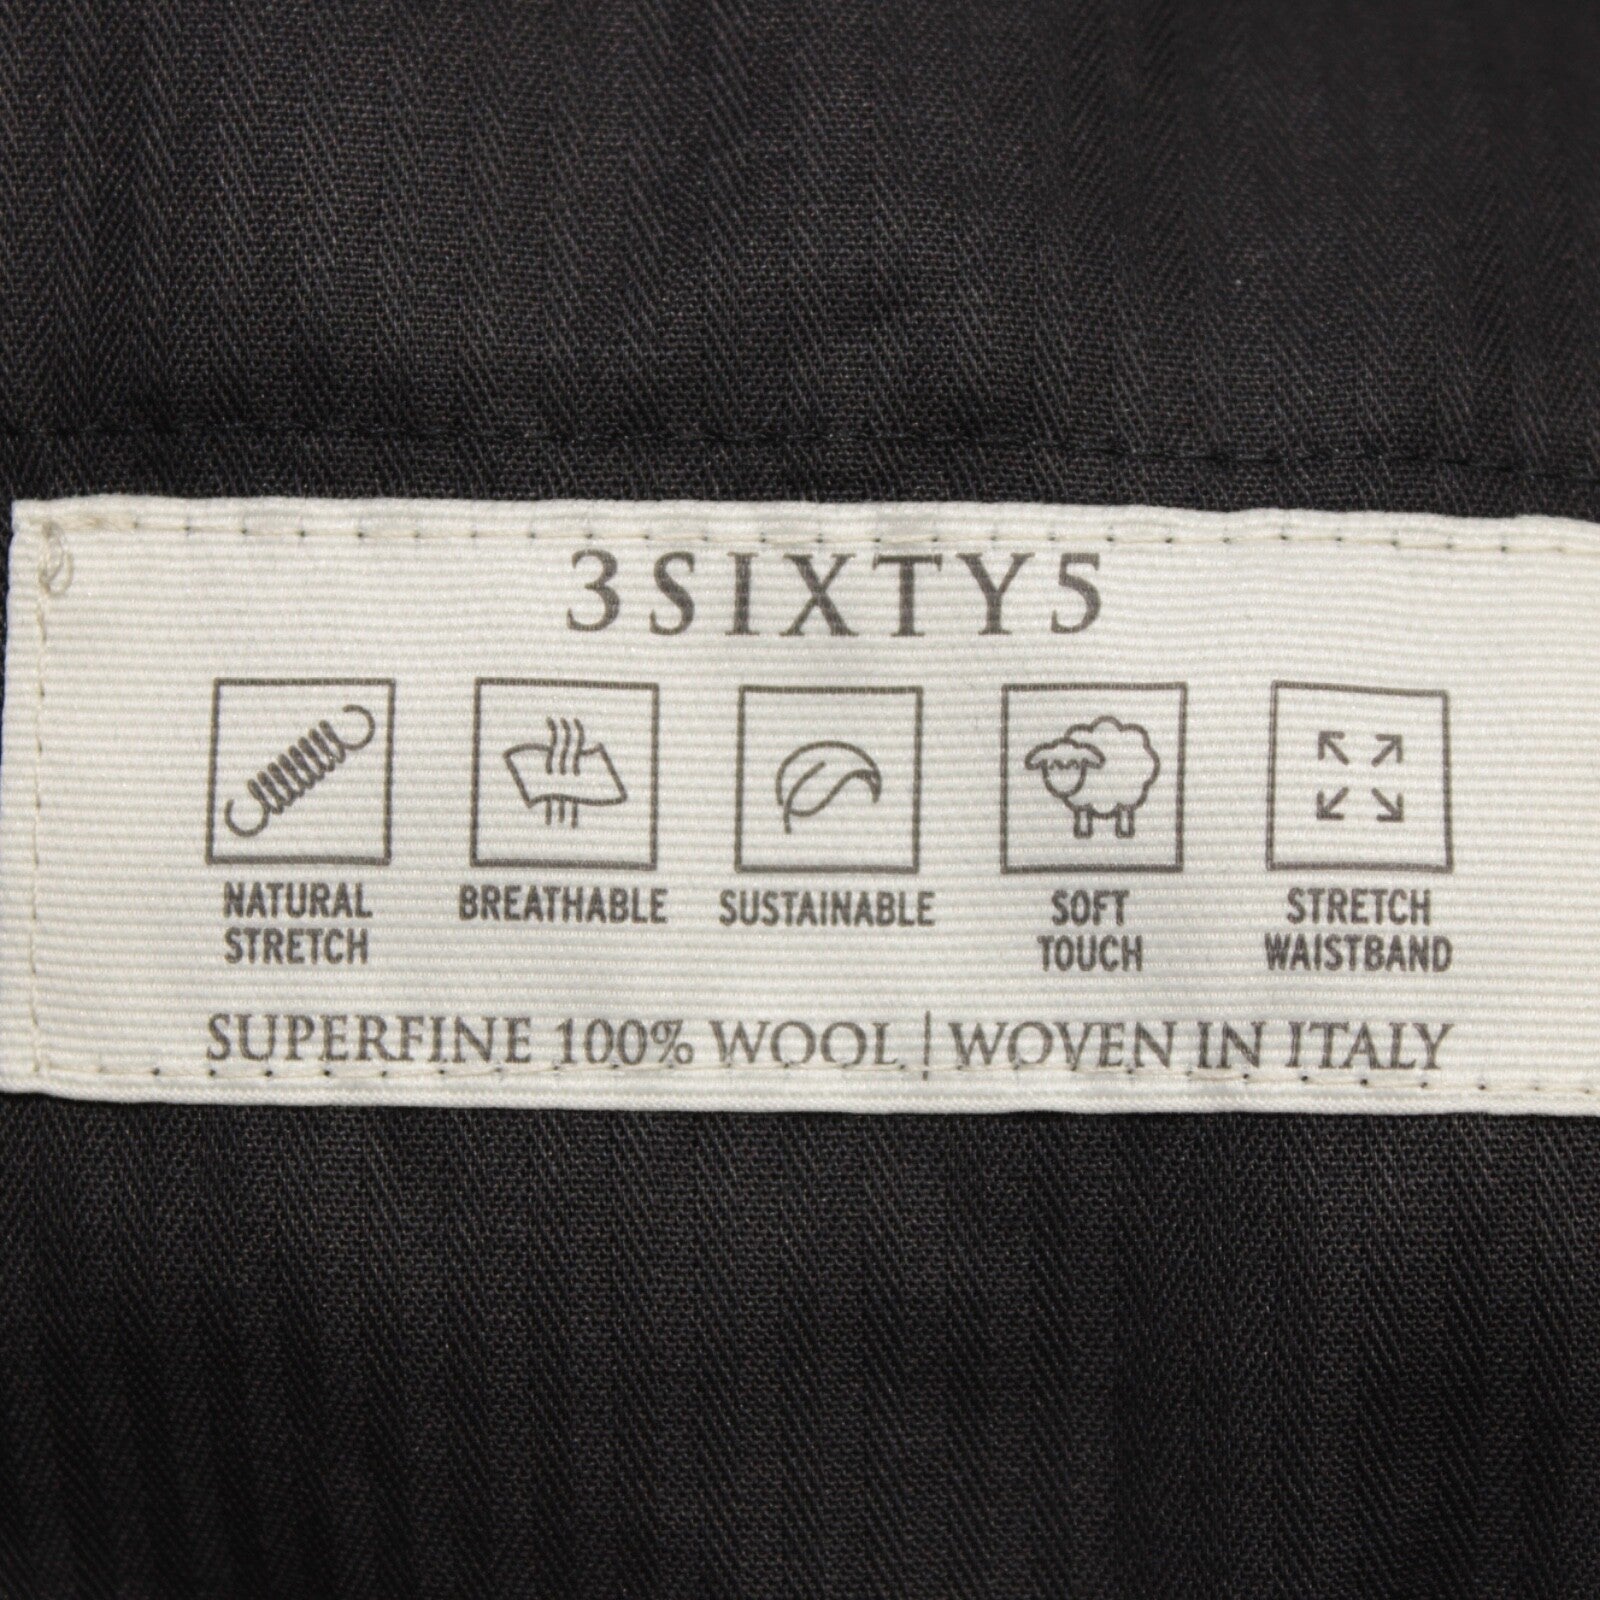 3SIXTY5
NATURAL STRETCH
BREATHABLE
SUSTAINABLE
SOFT TOUCH
STRETCH WAISTBAND
SUPERFINE 100% WOOL | WOVEN IN ITALY